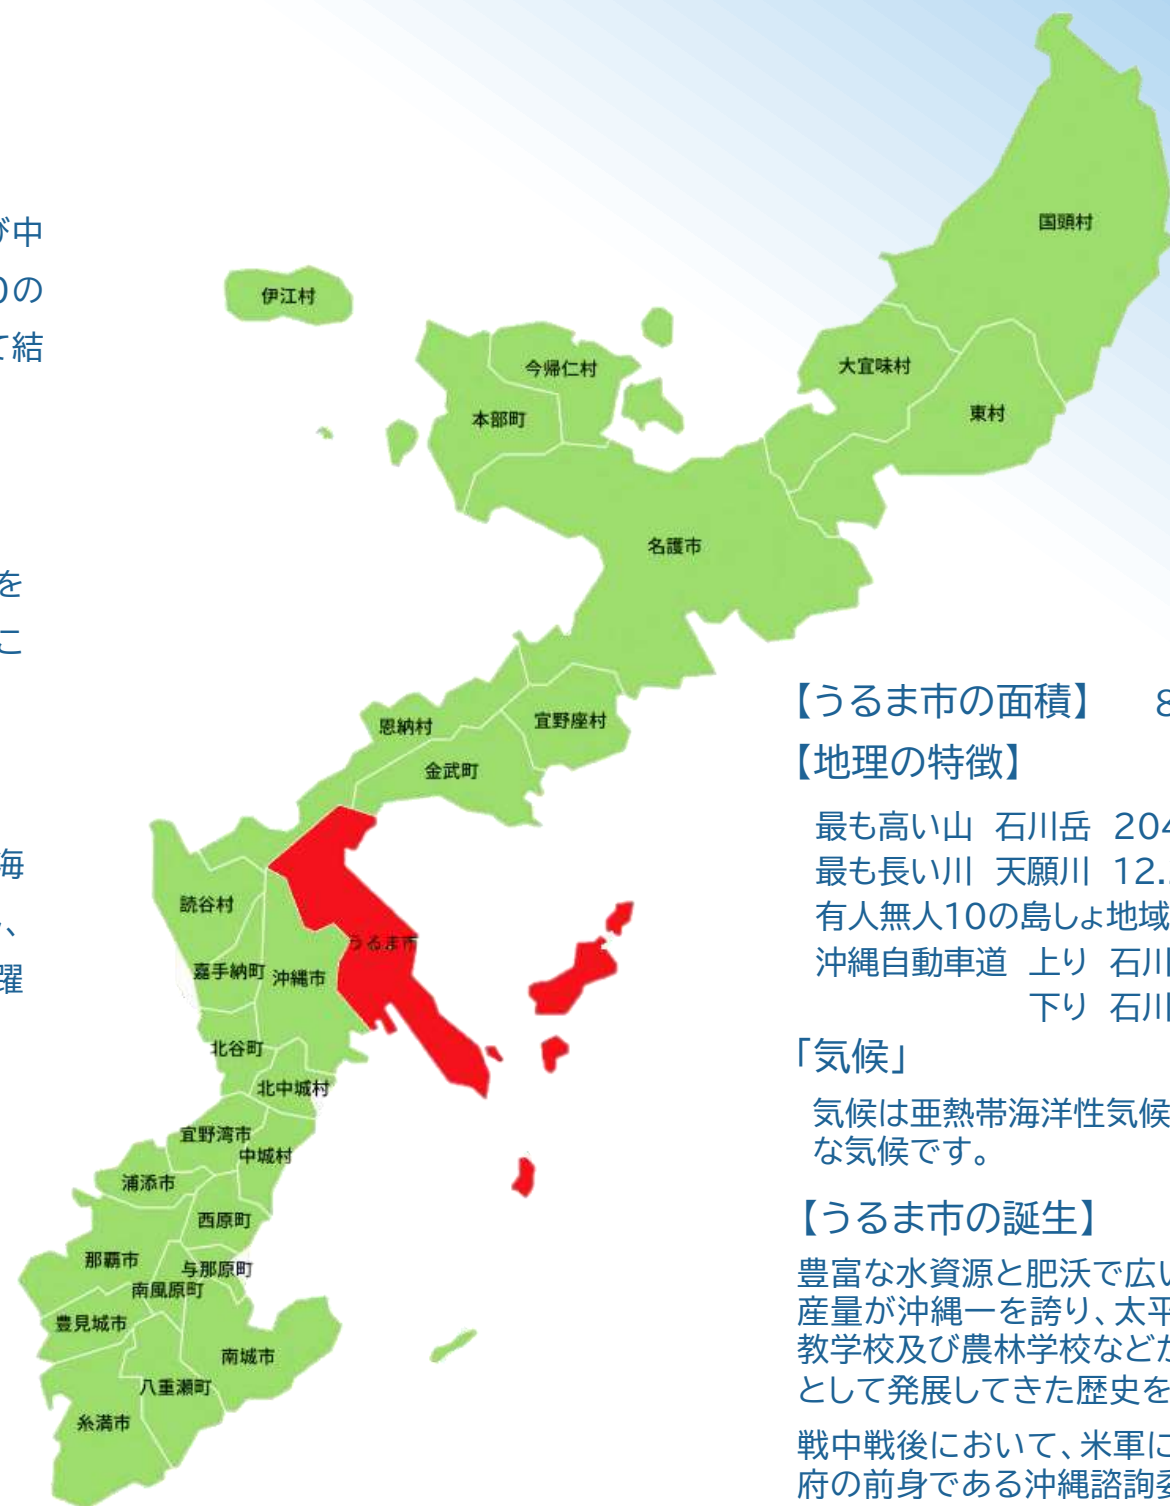 び中
0の
て結
を
こ
海
、
躍
国頭村
伊江村
大宜味村
今帰仁村
東村
本部町
名護市
恩納村
宜野座村
金武町
読谷村
うるま市
嘉手納町
沖縄市
北谷町
北中城村
宜野湾市
中城村
浦添市
西原町
那覇市
与那原町
南風原町
豊見城市
南城市
八重瀬町
糸満市
【うるま市の面積】 8
【地理の特徴】
最も高い山 石川岳 204
最も長い川 天願川 12.
有人無人10の島しょ地域
沖縄自動車道 上り 石川
下り 石川
「気候」
気候は亜熱帯海洋性気候
な気候です。
【うるま市の誕生】
豊富な水資源と肥沃で広い
産量が沖縄一を誇り、太平
教学校及び農林学校などが
として発展してきた歴史を
戦中戦後において、米軍に
府の前身である沖縄諮詢委